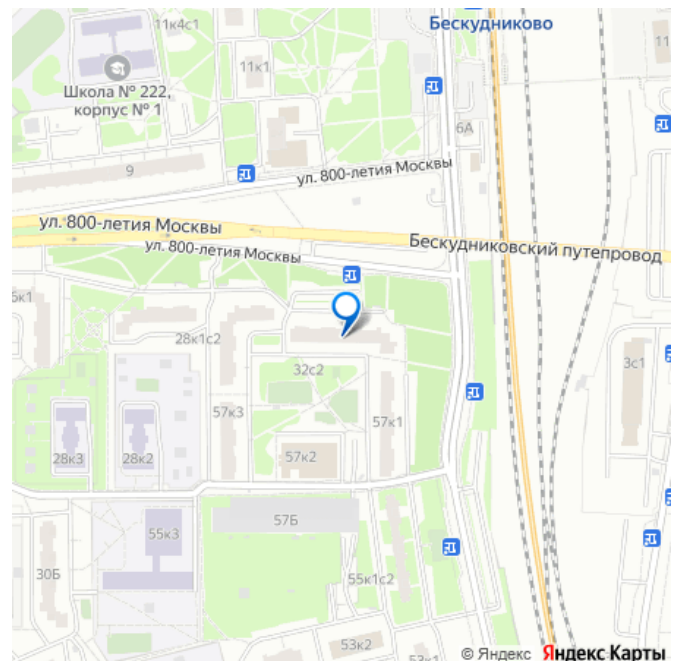 11к4с1
Бескудниково
11к1
11
Школа № 222,
корпус № 1
6А
9
ул. 800-летия Москвы
ул. 800-летия Москвы
ул. 800-летия Москвы
Бескудниковский путепровод
6к1
28к1с2
32с2
3с1
57к3
57к1
28к3
28к2
57к2
57Б
55к3
30Б
55к1с2
53к2
© Яндекс Яндекс Карты